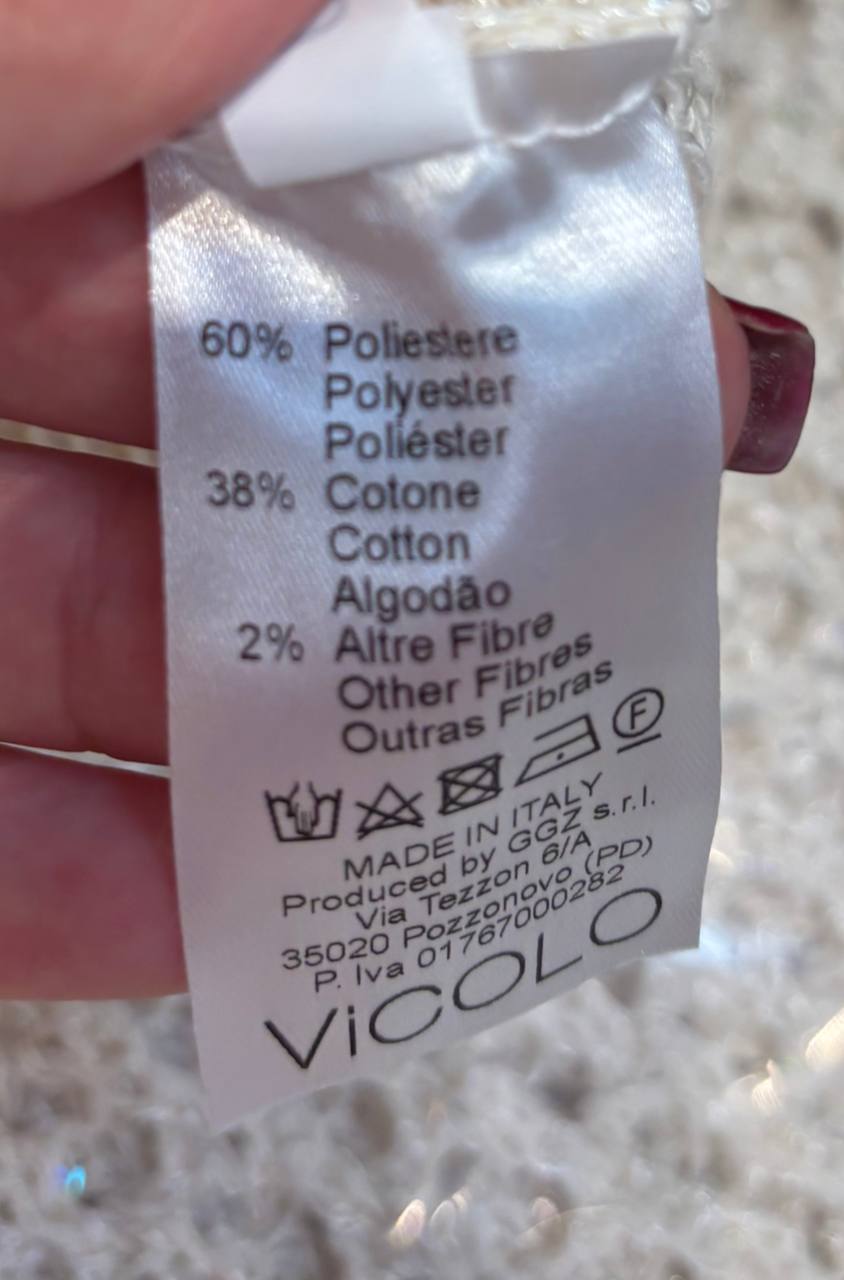 60% Poliestere
Polyester
Poliéster
38% Cotone
Cotton
Algodão
2% Altre Fibre
Other Fibres
Outras Fibras
F
MADE IN ITALY
Produced by GGZ s.r.l.
Via Tezzon 6/A
35020 Pozzonovo (PD)
P. Iva 01767000282
ViCOLO